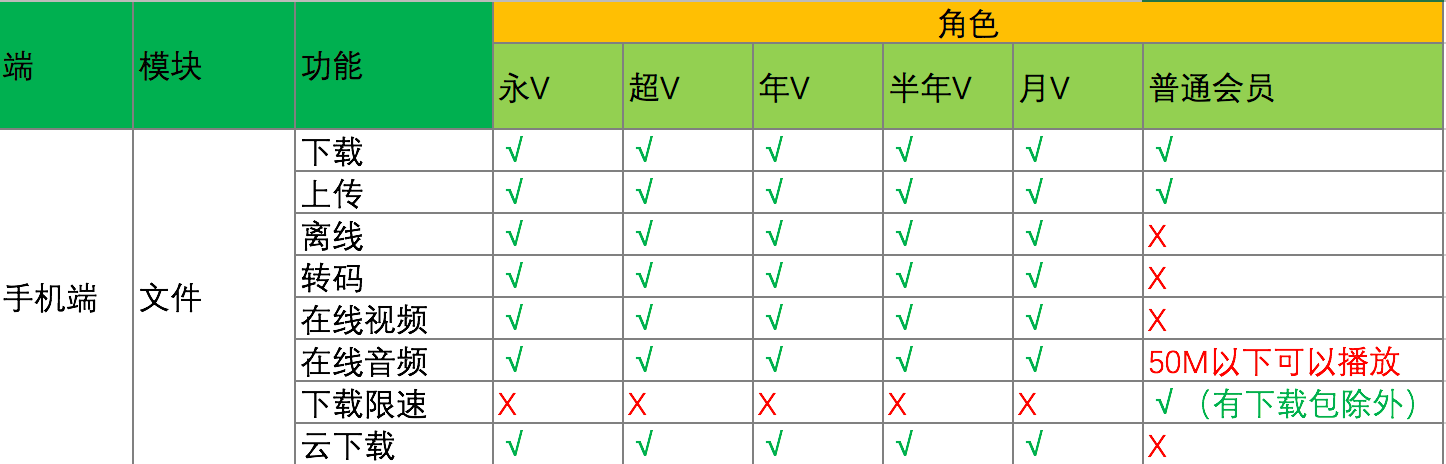 角色
端 模块 功能 永V 超V 年V 半年V 月V 普通会员
下载 √ √ √ √ √ √
上传 √ √ √ √ √ √
离线 √ √ √ √ √ X
手机端 文件 转码 √ √ √ √ √ X
在线视频 √ √ √ √ √ X
在线音频 √ √ √ √ √ 50M以下可以播放
下载限速 X X X X X √（有下载包除外）
云下载 √ √ √ √ √ X